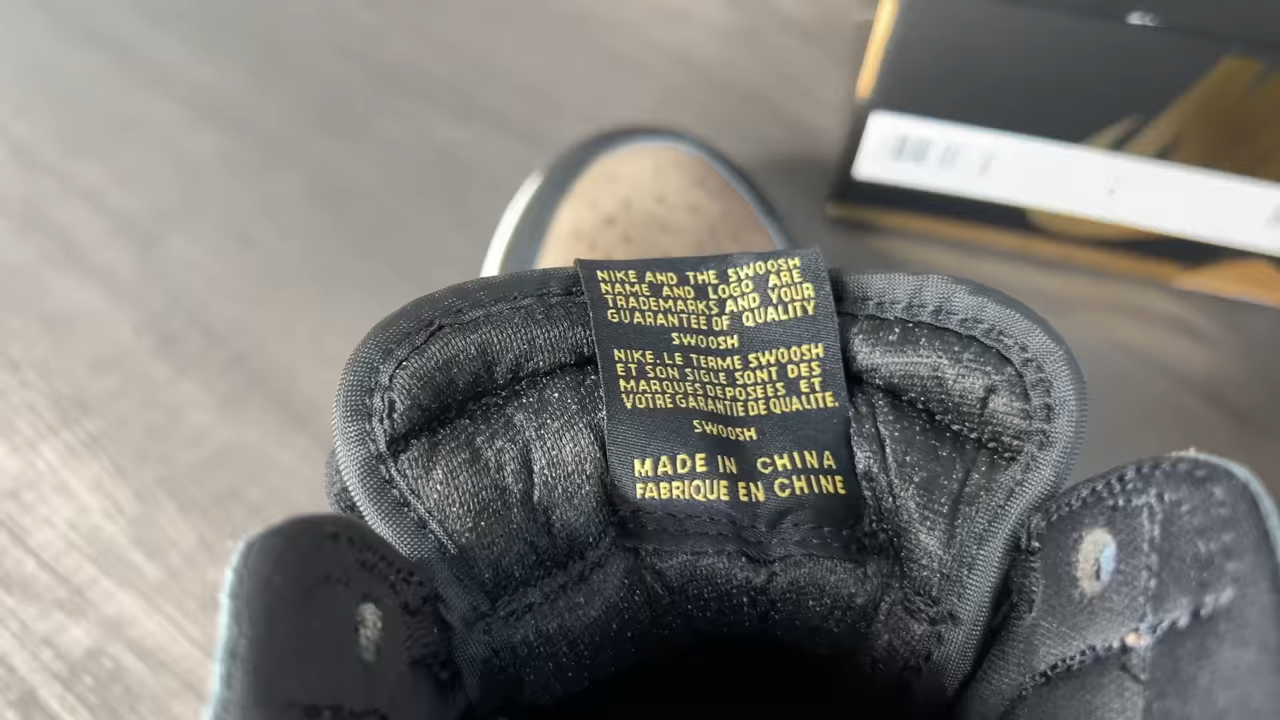 NIKE AND THE SWOOSH
NAME AND LOGO ARE
TRADEMARKS AND YOUR
GUARANTEE OF QUALITY
SWOOSH
NIKE. LE TERME SWOOSH
ET SON SIGLE SONT DES
MARQUES DEPOSEES ET
VOTRE GARANTIE DE QUALITE.
SWOOSH
MADE IN CHINA
FABRIQUE EN CHINE